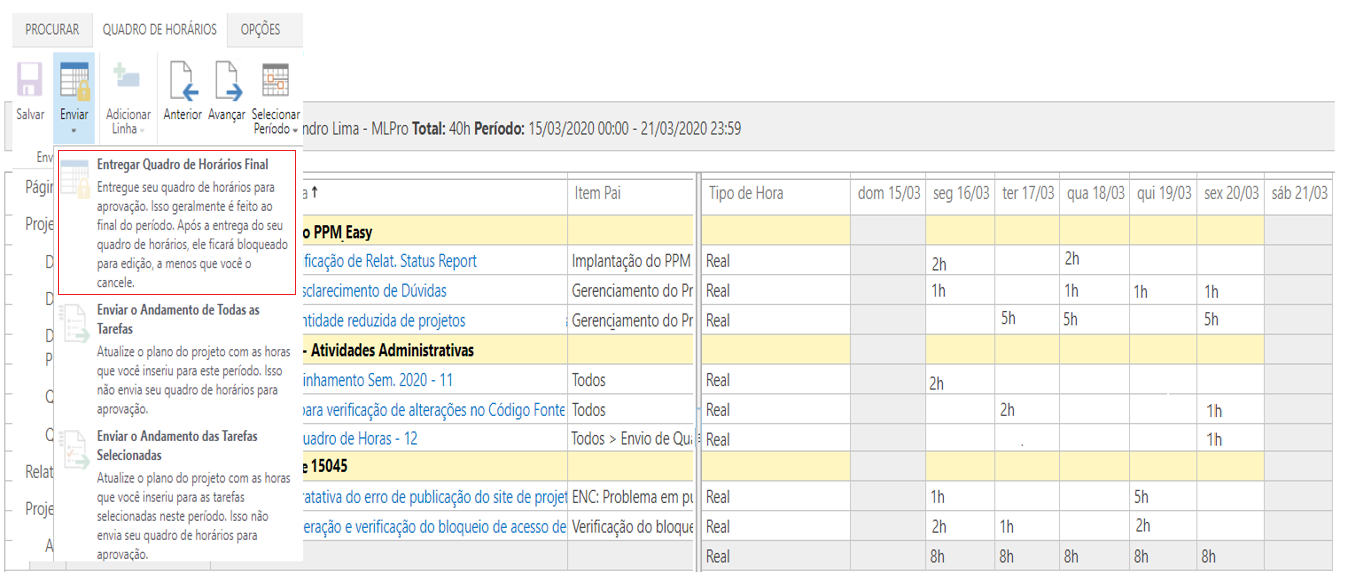 PROCURAR QUADRO DE HORÁRIOS OPÇÕES
Salvar Enviar Adicionar Linha Anterior Avançar Selecionar Período
ndro Lima - MLPro Total: 40h Período: 15/03/2020 00:00 - 21/03/2020 23:59
Env
Entregar Quadro de Horários Final
Entregue seu quadro de horários para
aprovação. Isso geralmente é feito ao
final do período. Após a entrega do seu
quadro de horários, ele ficará bloqueado
para edição, a menos que você o
cancele.
Enviar o Andamento de Todas as
Tarefas
Atualize o plano do projeto com as horas
que você inseriu para este período. Isso
não envia seu quadro de horários para
aprovação.
Enviar o Andamento das Tarefas
Selecionadas
Atualize o plano do projeto com as horas
que você inseriu para as tarefas
selecionadas neste período. Isso não
envia seu quadro de horários para
aprovação.
Págin
Proje
D
D
D
P
Q
Q
Relat
Proje
A
a ↑ Item Pai Tipo de Hora dom 15/03 seg 16/03 ter 17/03 qua 18/03 qui 19/03 sex 20/03 sáb 21/03
o PPM Easy
ificação de Relat. Status Report Implantação do PPM Real 2h 2h
sclarecimento de Dúvidas Gerenciamento do Pr Real 1h 1h 1h 1h
ntidade reduzida de projetos Gerenciamento do Pr Real 5h 5h 5h
- Atividades Administrativas
inhamento Sem. 2020 - 11 Todos Real 2h
para verificação de alterações no Código Fonte Todos Real 2h 1h
uadro de Horas - 12 Todos > Envio de Qua Real 1h
e 15045
ratativa do erro de publicação do site de projet ENC: Problema em pu Real 1h 5h
eração e verificação do bloqueio de acesso de Verificação do bloque Real 2h 1h 2h
Real 8h 8h 8h 8h 8h